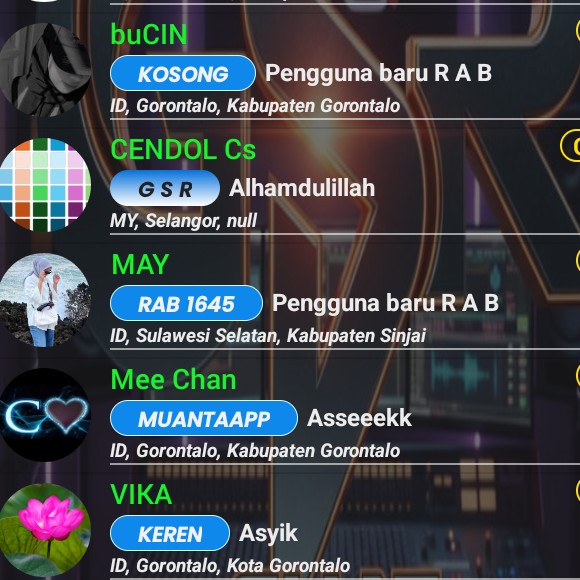 buCIN
KOSONG Pengguna baru R A B
ID, Gorontalo, Kabupaten Gorontalo
CENDOL Cs
G S R Alhamdulillah
MY, Selangor, null
MAY
RAB 1645 Pengguna baru R A B
ID, Sulawesi Selatan, Kabupaten Sinjai
Mee Chan
MUANTAAPP Asseeekk
ID, Gorontalo, Kabupaten Gorontalo
VIKA
KEREN Asyik
ID, Gorontalo, Kota Gorontalo